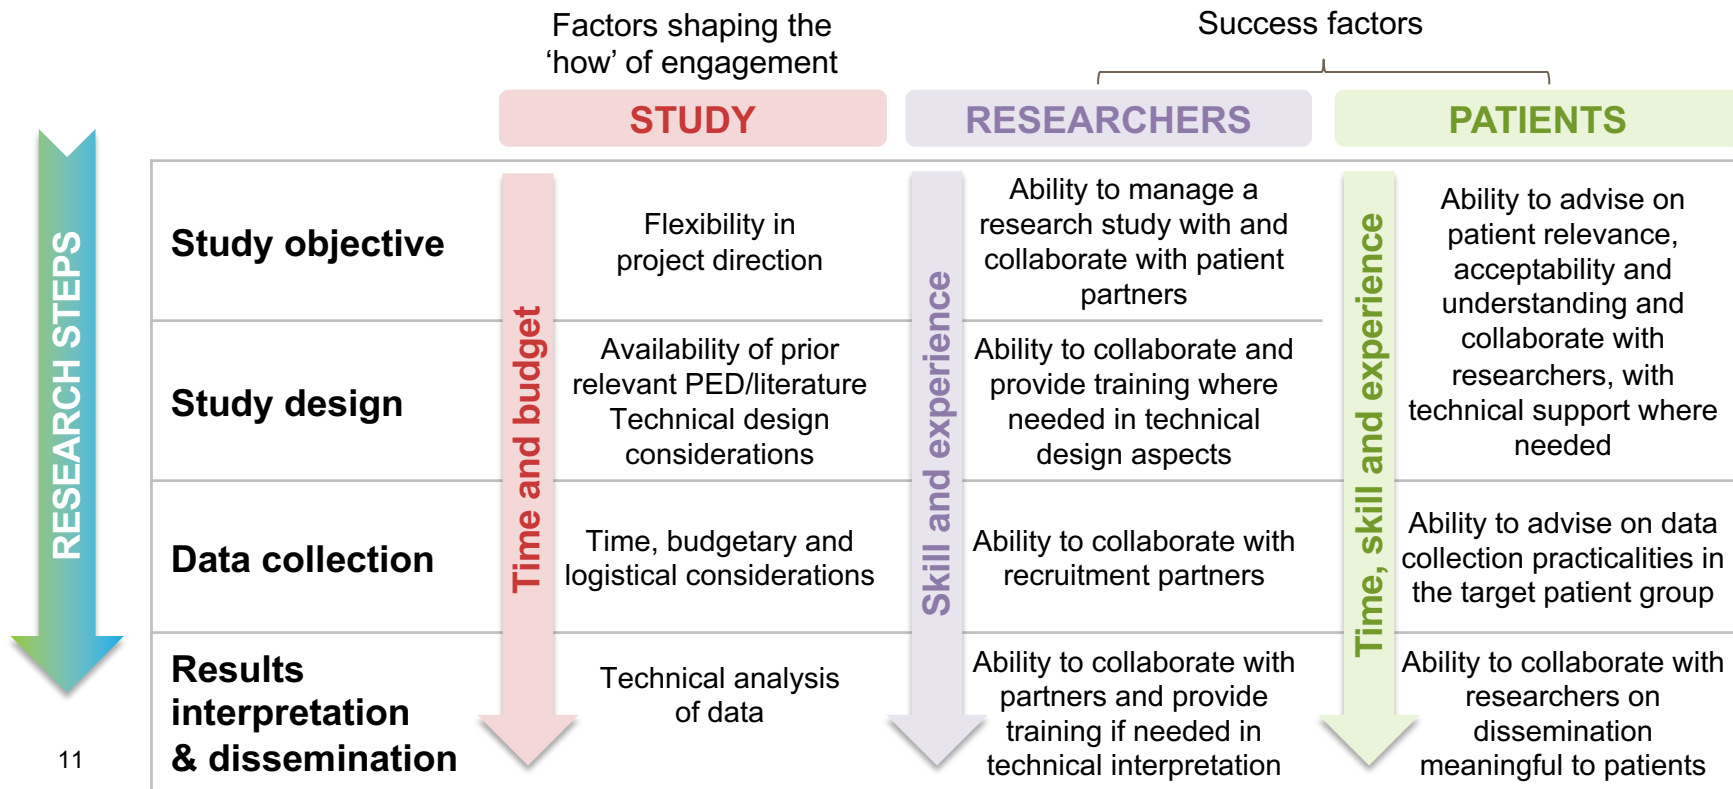 Factors shaping the
‘how’ of engagement
Success factors
STUDY
RESEARCHERS
PATIENTS
RESEARCH STEPS
Time and budget
Skill and experience
Time, skill and experience
Study objective
Flexibility in
project direction
Ability to manage a
research study with and
collaborate with patient
partners
Ability to advise on
patient relevance,
acceptability and
understanding and
collaborate with
researchers, with
technical support where
needed
Study design
Availability of prior
relevant PED/literature
Technical design
considerations
Ability to collaborate and
provide training where
needed in technical
design aspects
Data collection
Time, budgetary and
logistical considerations
Ability to collaborate with
recruitment partners
Ability to advise on data
collection practicalities in
the target patient group
Results
interpretation
& dissemination
Technical analysis
of data
Ability to collaborate with
partners and provide
training if needed in
technical interpretation
Ability to collaborate with
researchers on
dissemination
meaningful to patients
11